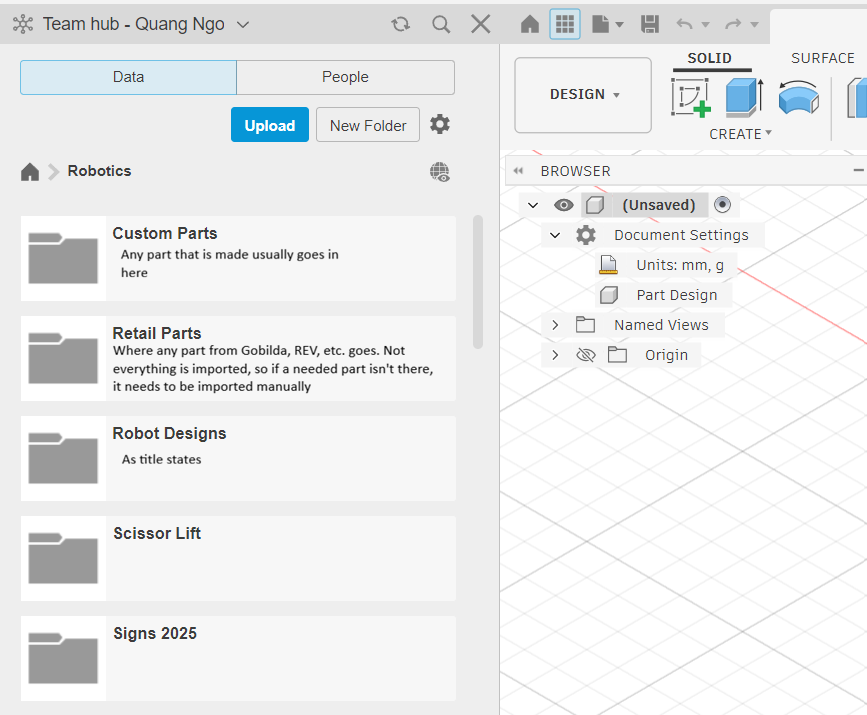 Team hub - Quang Ngo
Data
People
Upload
New Folder
Robotics
Custom Parts
Any part that is made usually goes in
here
Retail Parts
Where any part from Gobilda, REV, etc. goes. Not
everything is imported, so if a needed part isn't there,
it needs to be imported manually
Robot Designs
As title states
Scissor Lift
Signs 2025
DESIGN
SOLID
SURFACE
CREATE
BROWSER
(Unsaved)
Document Settings
Units: mm, g
Part Design
Named Views
Origin